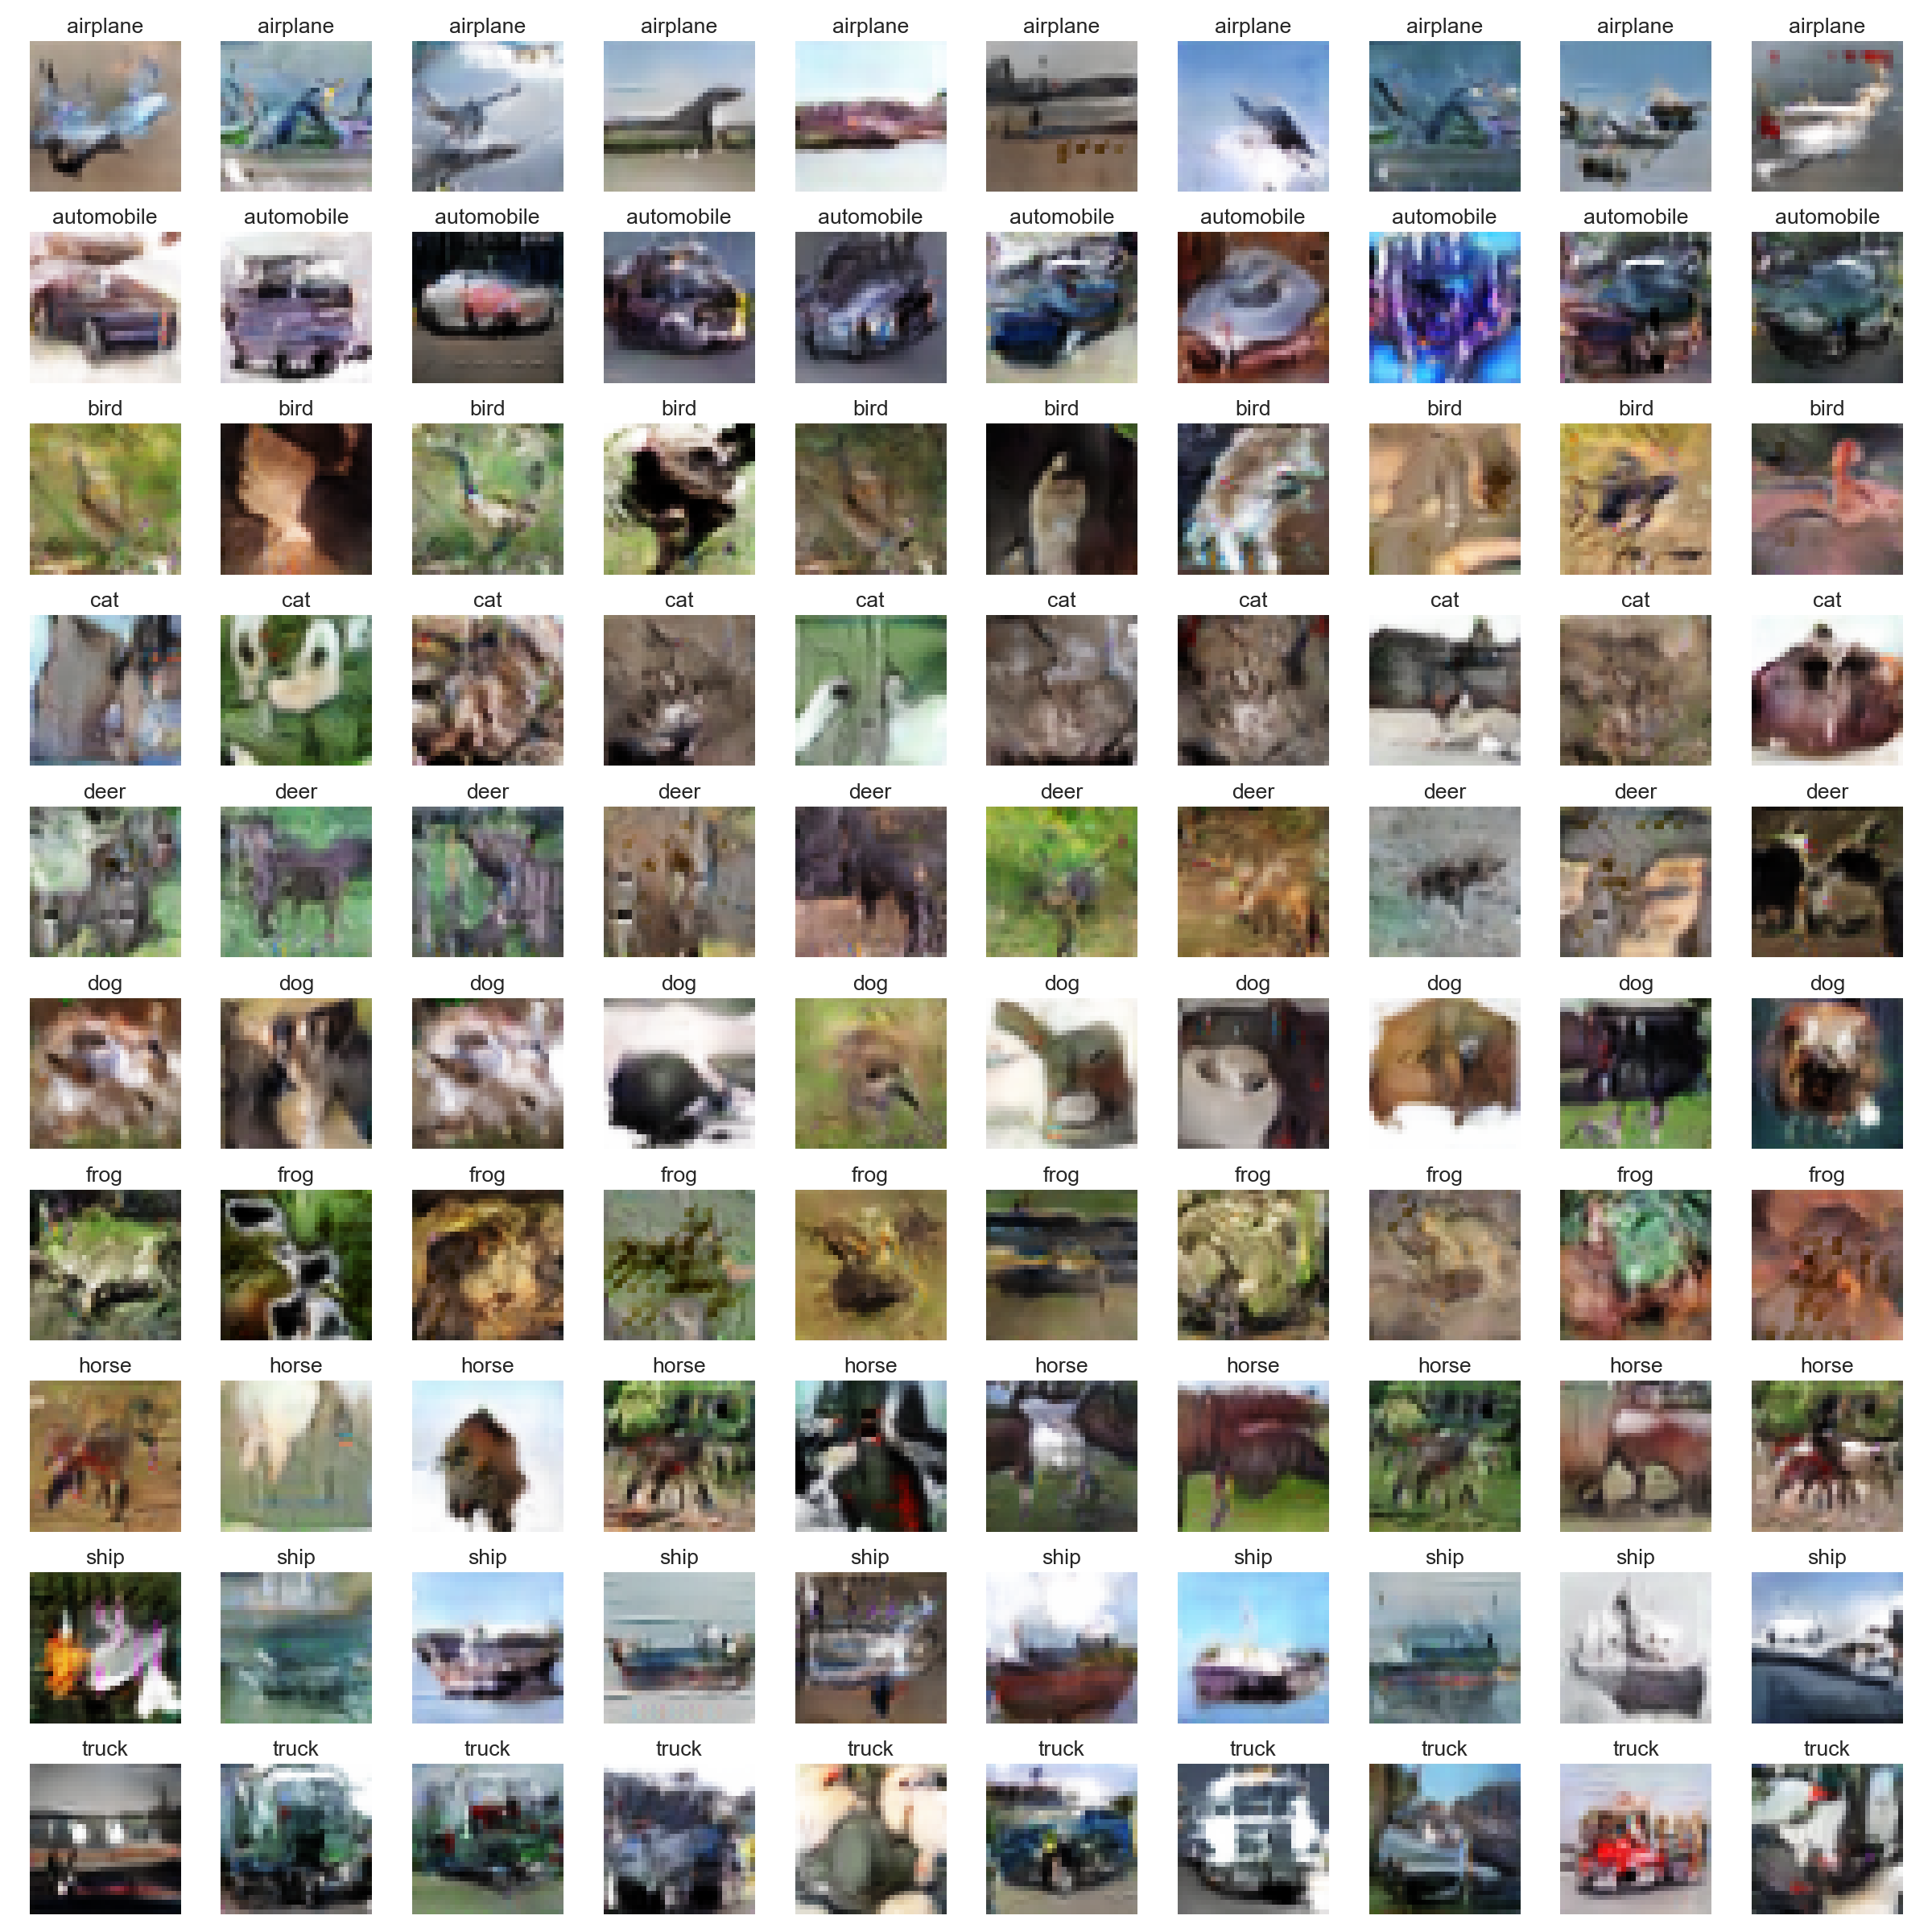 airplane airplane airplane airplane airplane airplane airplane airplane airplane airplane
automobile automobile automobile automobile automobile automobile automobile automobile automobile automobile
bird bird bird bird bird bird bird bird bird bird
cat cat cat cat cat cat cat cat cat cat
deer deer deer deer deer deer deer deer deer deer
dog dog dog dog dog dog dog dog dog dog
frog frog frog frog frog frog frog frog frog frog
horse horse horse horse horse horse horse horse horse horse
ship ship ship ship ship ship ship ship ship ship
truck truck truck truck truck truck truck truck truck truck